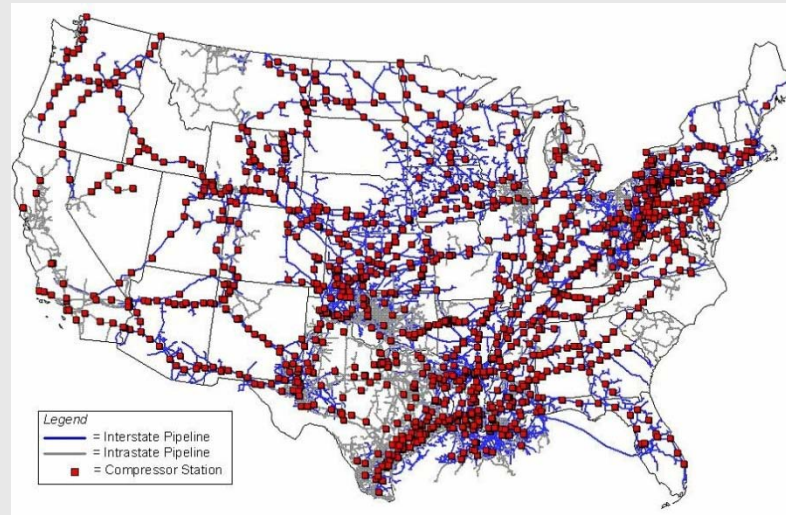 Legend
= Interstate Pipeline
= Intrastate Pipeline
= Compressor Station